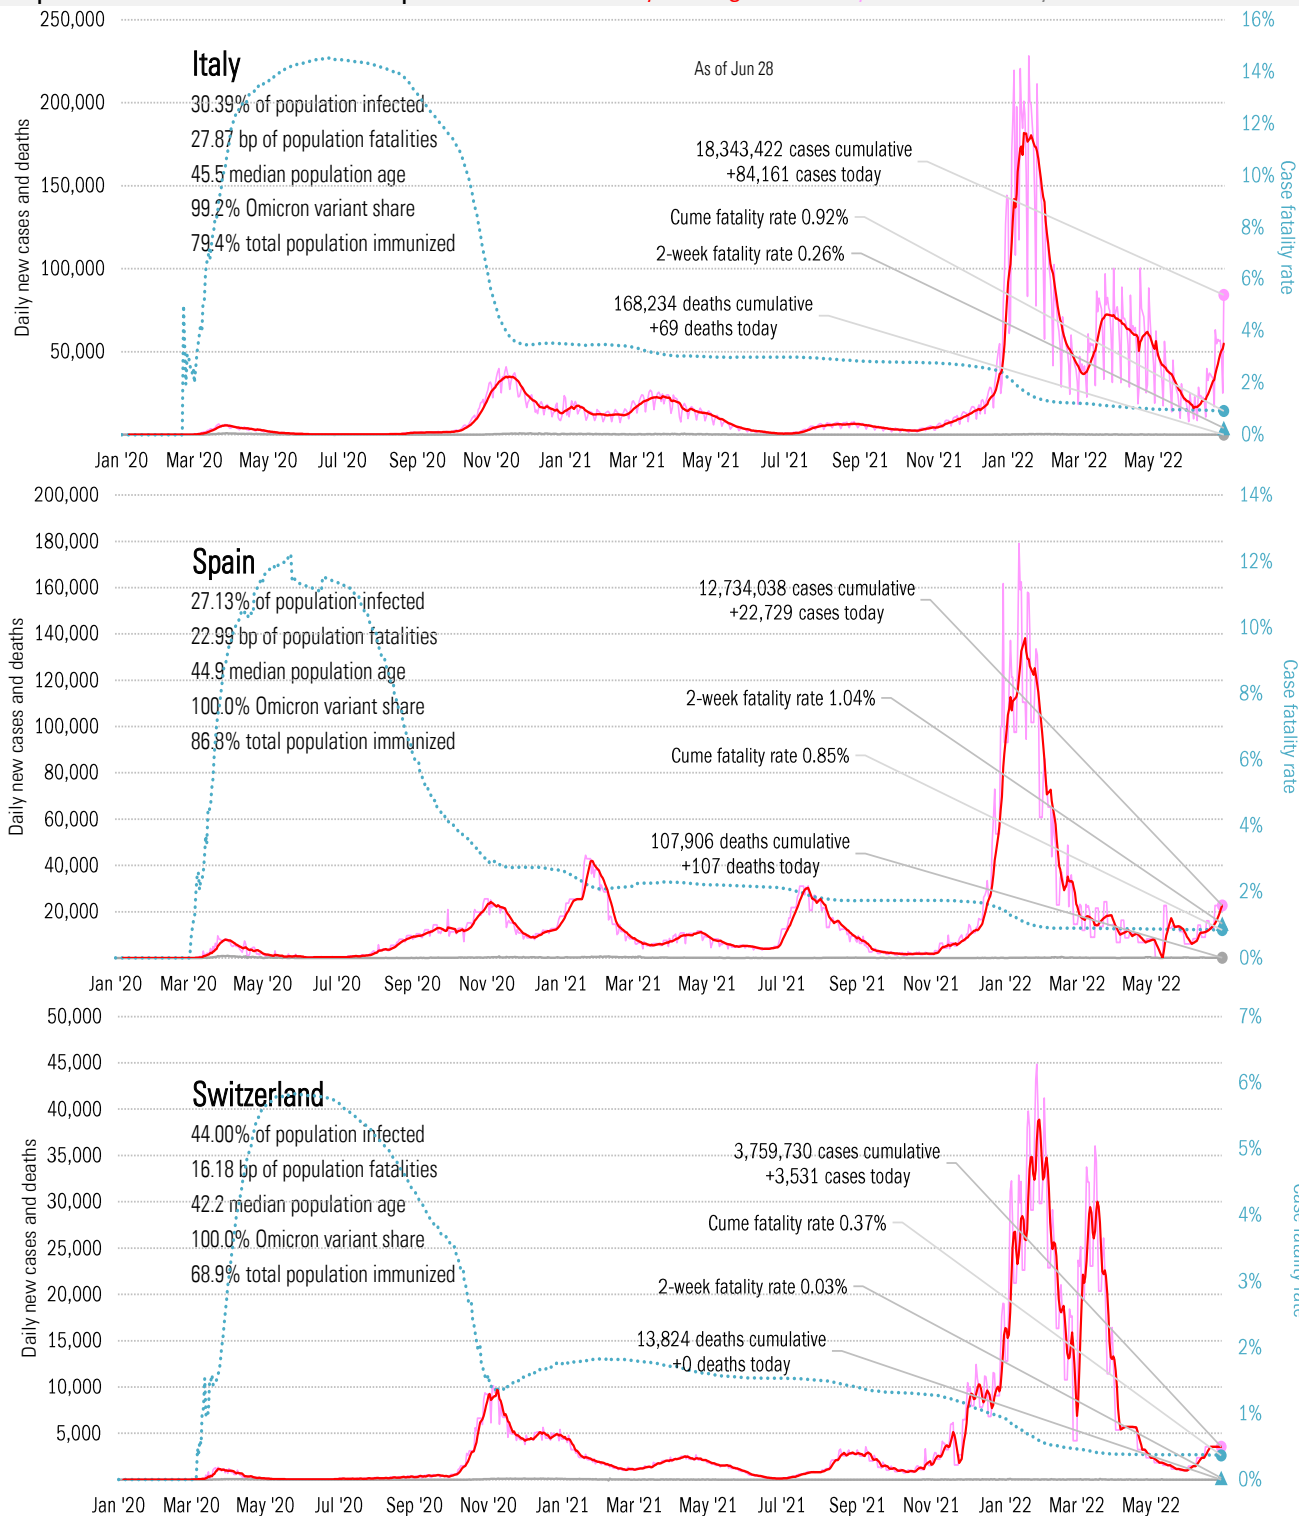 250,000
16%
Italy
As of Jun 28
14%
30.39% of population infected
200,000
12%
27.87 bp of population fatalities
18,343,422 cases cumulative
+84,161 cases today
45.5 median population age
150,000
10%
99.2% Omicron variant share
Cume fatality rate 0.92%
8%
79.4% total population immunized
2-week fatality rate 0.26%
100,000
6%
168,234 deaths cumulative
+69 deaths today
4%
50,000
2%
0%
Daily new cases and deaths
Case fatality rate
Jan '20 Mar '20 May '20 Jul '20 Sep '20 Nov '20 Jan '21 Mar '21 May '21 Jul '21 Sep '21 Nov '21 Jan '22 Mar '22 May '22
200,000
14%
180,000
Spain
12%
160,000
12,734,038 cases cumulative
+22,729 cases today
27.13% of population infected
140,000
10%
22.99 bp of population fatalities
44.9 median population age
120,000
8%
100.0% Omicron variant share
2-week fatality rate 1.04%
100,000
86.8% total population immunized
Cume fatality rate 0.85%
6%
80,000
60,000
4%
107,906 deaths cumulative
+107 deaths today
40,000
2%
20,000
0%
Daily new cases and deaths
Case fatality rate
Jan '20 Mar '20 May '20 Jul '20 Sep '20 Nov '20 Jan '21 Mar '21 May '21 Jul '21 Sep '21 Nov '21 Jan '22 Mar '22 May '22
50,000
7%
45,000
Switzerland
6%
40,000
44.00% of population infected
3,759,730 cases cumulative
+3,531 cases today
35,000
5%
16.18 bp of population fatalities
42.2 median population age
30,000
4%
Cume fatality rate 0.37%
100.0% Omicron variant share
25,000
68.9% total population immunized
3%
2-week fatality rate 0.03%
20,000
15,000
13,824 deaths cumulative
+0 deaths today
2%
10,000
1%
5,000
0%
Daily new cases and deaths
Jan '20 Mar '20 May '20 Jul '20 Sep '20 Nov '20 Jan '21 Mar '21 May '21 Jul '21 Sep '21 Nov '21 Jan '22 Mar '22 May '22